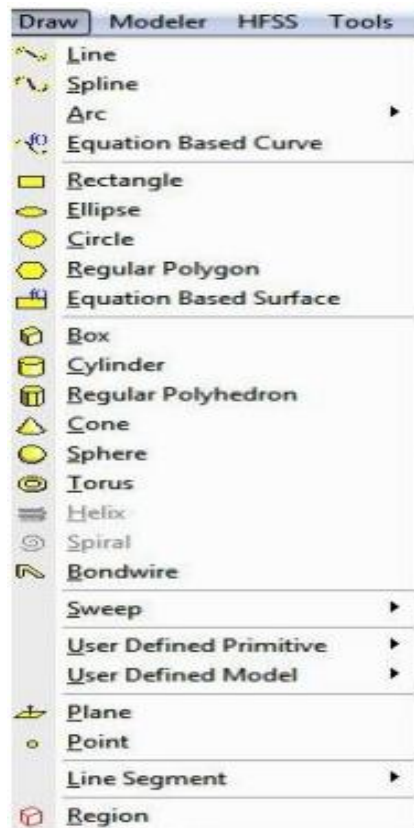 Draw Modeler HFSS Tools
Line
Spline
Arc
Equation Based Curve
Rectangle
Ellipse
Circle
Regular Polygon
Equation Based Surface
Box
Cylinder
Regular Polyhedron
Cone
Sphere
Torus
Helix
Spiral
Bondwire
Sweep
User Defined Primitive
User Defined Model
Plane
Point
Line Segment
Region